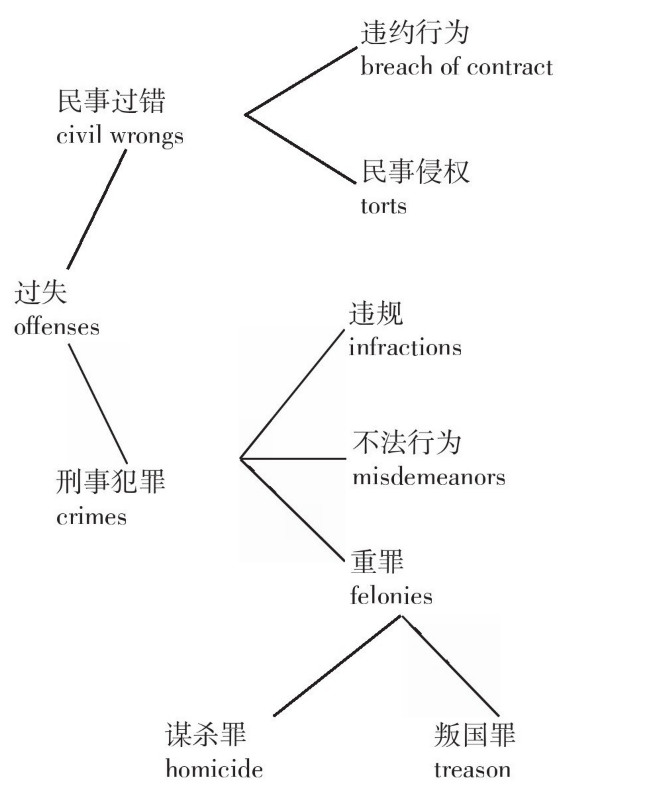 违约行为
breach of contract
民事过错
civil wrongs
民事侵权
torts
过失
offenses
违规
infractions
不法行为
misdemeanors
刑事犯罪
crimes
重罪
felonies
谋杀罪
homicide
叛国罪
treason